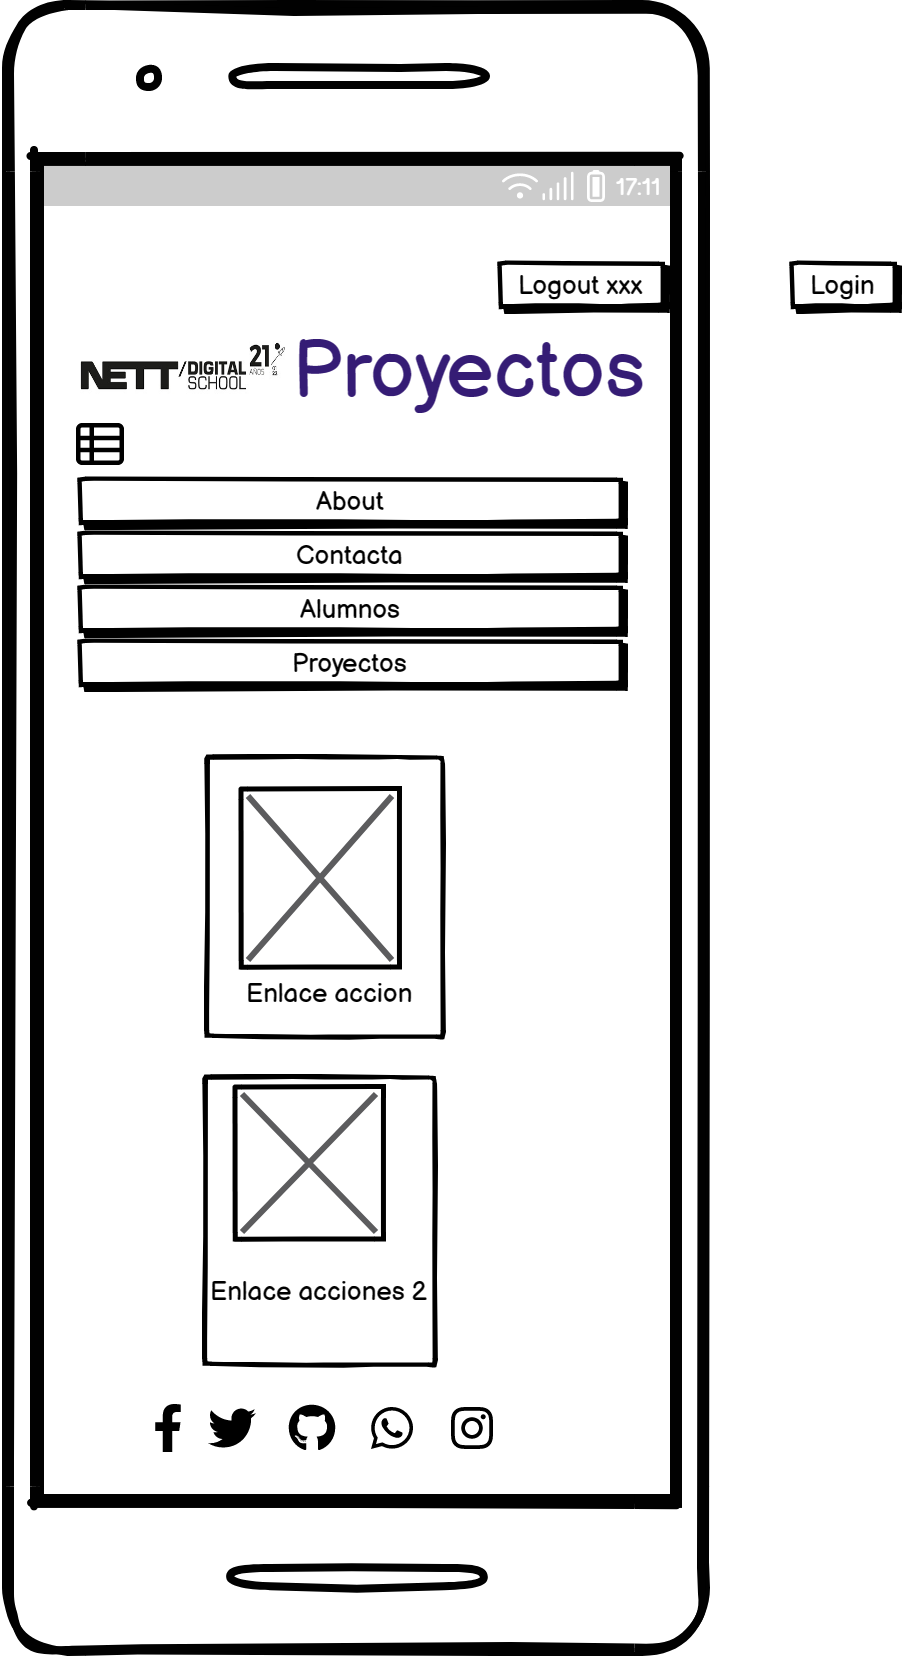 17:11
Logout xxx
Login
NETT/DIGITAL SCHOOL 21 AÑOS
Proyectos
About
Contacta
Alumnos
Proyectos
Enlace accion
Enlace acciones 2